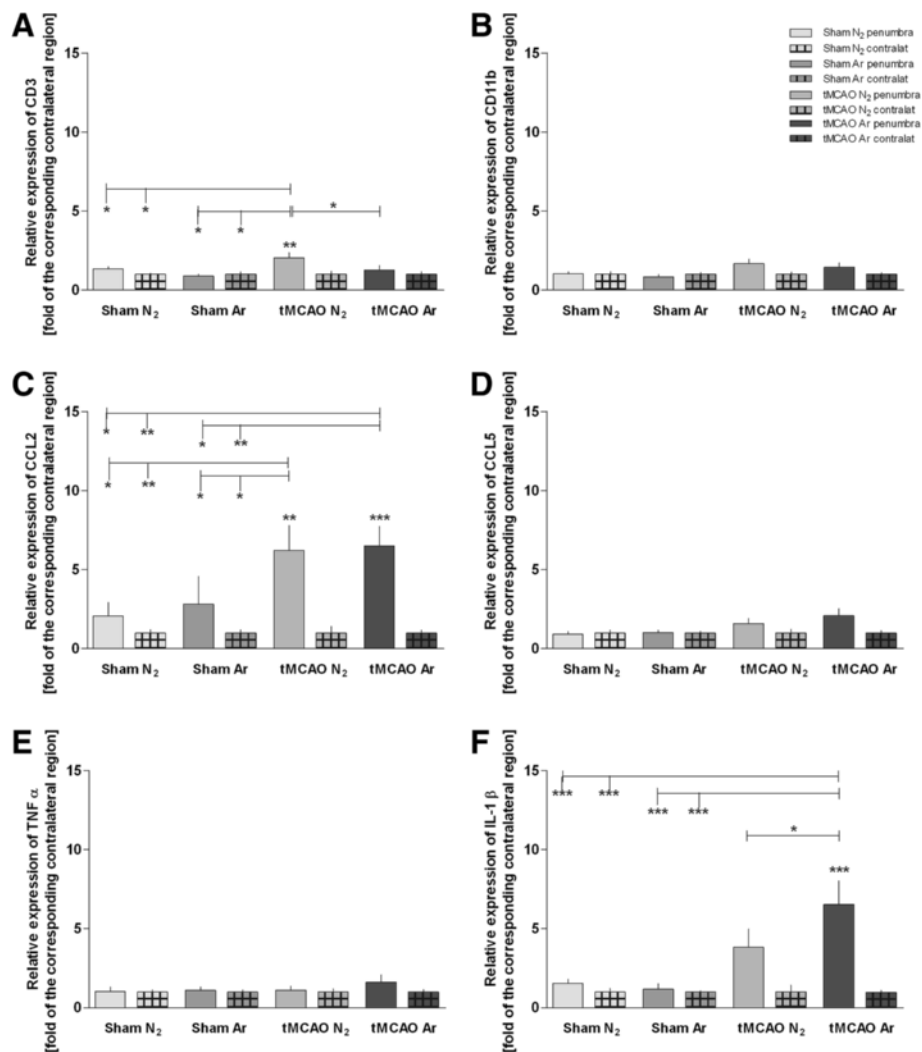 A
Relative expression of CD3
[fold of the corresponding contralateral region]
15
10
5
0
* * * * ** *
Sham N₂ Sham Ar tMCAO N₂ tMCAO Ar
B
Relative expression of CD11b
[fold of the corresponding contralateral region]
15
10
5
0
Sham N₂ Sham Ar tMCAO N₂ tMCAO Ar
Sham N₂ penumbra
Sham N₂ contralat
Sham Ar penumbra
Sham Ar contralat
tMCAO N₂ penumbra
tMCAO N₂ contralat
tMCAO Ar penumbra
tMCAO Ar contralat
C
Relative expression of CCL2
[fold of the corresponding contralateral region]
15
10
5
0
* ** * **
* ** * *
** ***
Sham N₂ Sham Ar tMCAO N₂ tMCAO Ar
D
Relative expression of CCL5
[fold of the corresponding contralateral region]
15
10
5
0
Sham N₂ Sham Ar tMCAO N₂ tMCAO Ar
E
Relative expression of TNF α
[fold of the corresponding contralateral region]
15
10
5
0
Sham N₂ Sham Ar tMCAO N₂ tMCAO Ar
F
Relative expression of IL-1 β
[fold of the corresponding contralateral region]
15
10
5
0
*** *** *** ***
*
***
Sham N₂ Sham Ar tMCAO N₂ tMCAO Ar